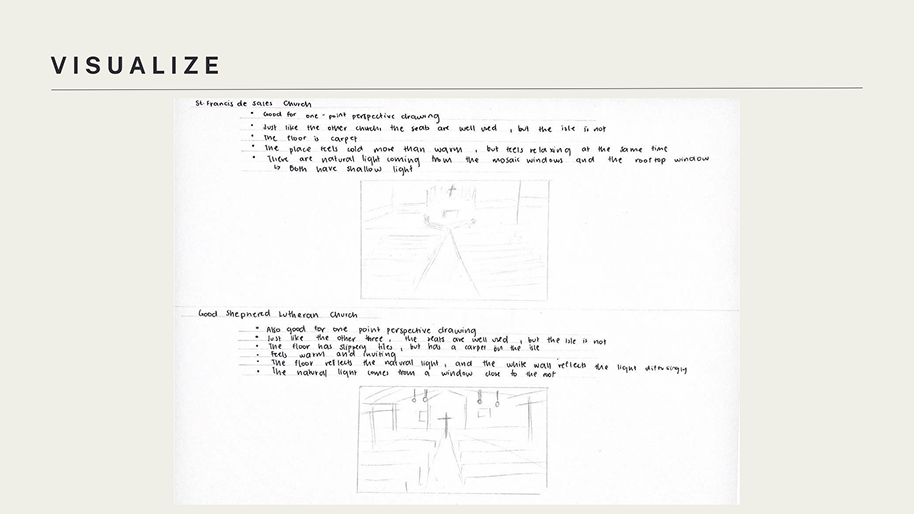 VISUALIZE
St. Francis de Sales Church
• Good for one-point perspective drawing
• Just like the other church, the seats are well used, but the isle is not
• The floor is carpet
• The place feels cold more than warm, but feels relaxing at the same time
• There are natural light coming from the mosaic windows and the rooftop window
↳ Both have shallow light
Good Shephered Lutheran Church
• Also good for one point perspective drawing
• Just like the other three, the seats are well used, but the isle is not
• The floor has slippery tiles, but has a carpet on the isle
• Feels warm and inviting
• The floor reflects the natural light, and the white wall reflects the light
• The natural light comes from a window close to the